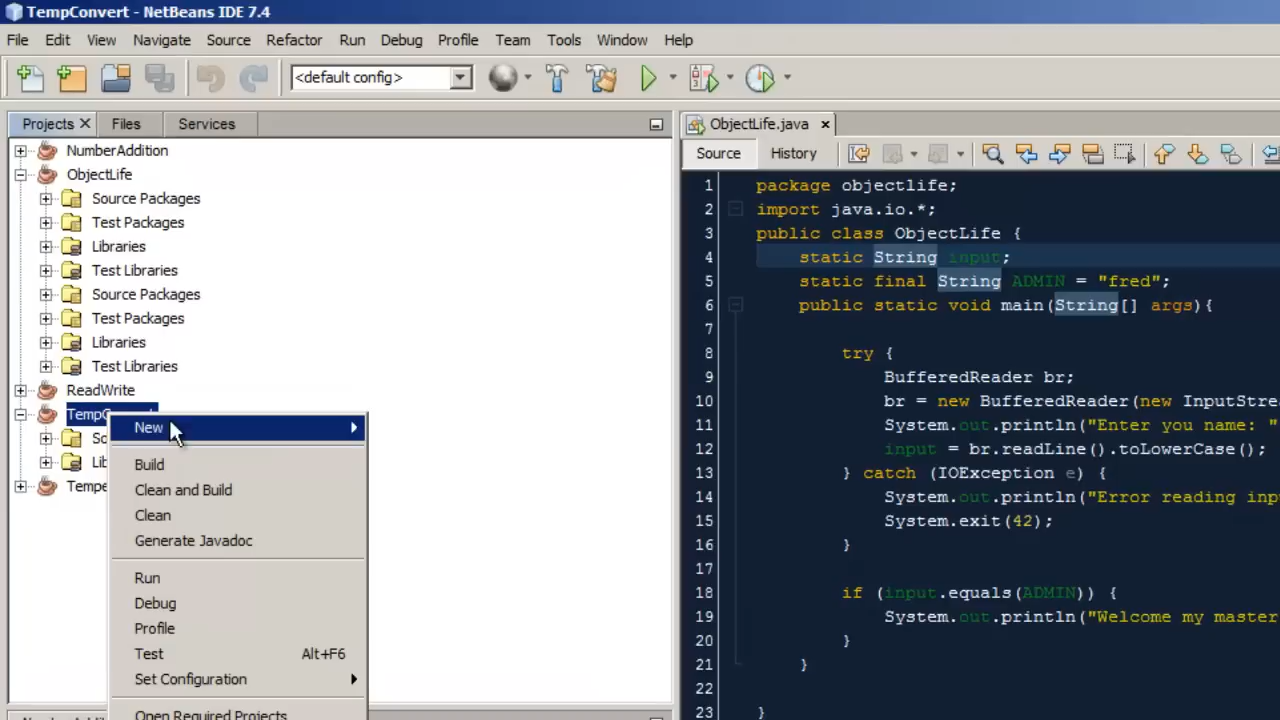 TempConvert - NetBeans IDE 7.4
File Edit View Navigate Source Refactor Run Debug Profile Team Tools Window Help
<default config>
Projects Files Services
NumberAddition
ObjectLife
Source Packages
Test Packages
Libraries
Test Libraries
Source Packages
Test Packages
Libraries
Test Libraries
ReadWrite
New
Build
Clean and Build
Clean
Generate Javadoc
Run
Debug
Profile
Test Alt+F6
Set Configuration
Open Required Projects
ObjectLife.java
Source History
1 package objectlife;
2 import java.io.*;
3 public class ObjectLife {
4 static String input;
5 static final String ADMIN = "fred";
6 public static void main(String[] args){
7
8 try {
9 BufferedReader br;
10 br = new BufferedReader(new InputStre
11 System.out.println("Enter you name: "
12 input = br.readLine().toLowerCase();
13 } catch (IOException e) {
14 System.out.println("Error reading inp
15 System.exit(42);
16 }
17
18 if (input.equals(ADMIN)) {
19 System.out.println("Welcome my master
20 }
21 }
22
23 }